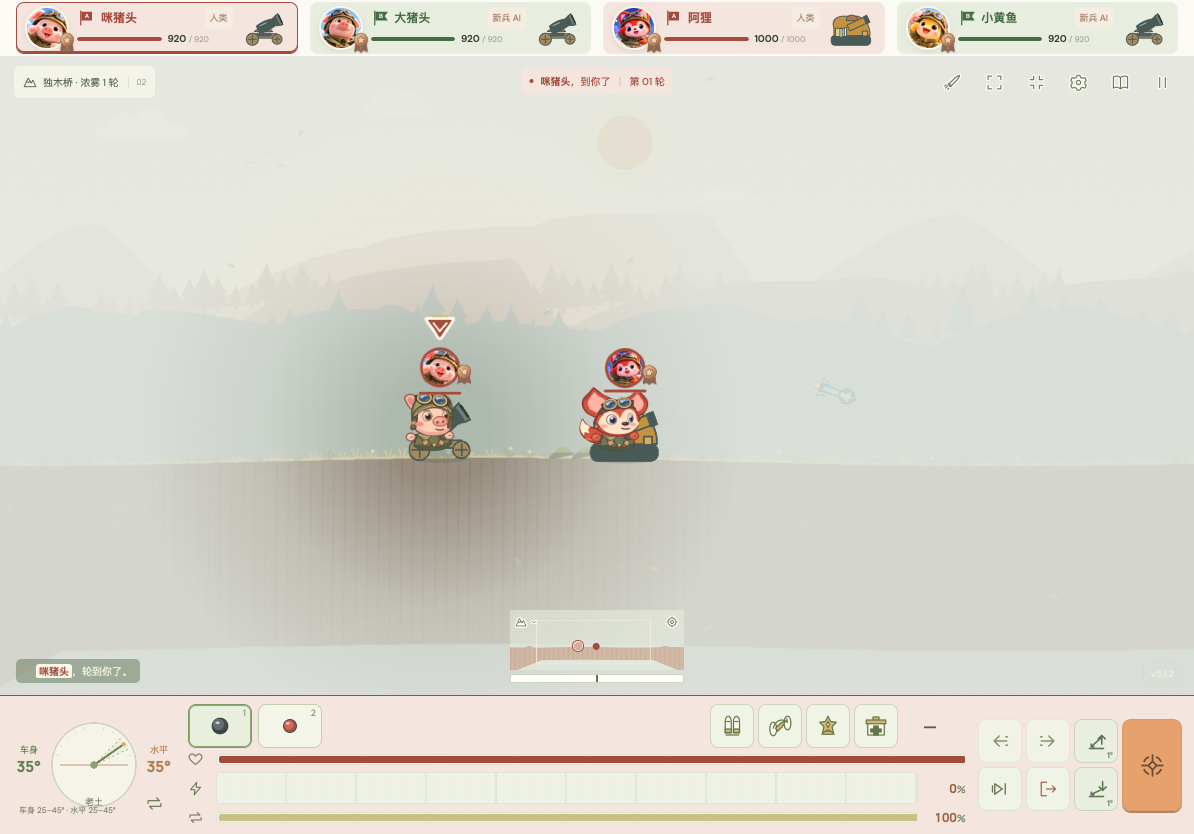 A 咪猪头 人类
920 / 920
B 大猪头 新兵 AI
920 / 920
A 阿狸 人类
1000 / 1000
B 小黄鱼 新兵 AI
920 / 920
独木桥 · 浓雾 1 轮 02
咪猪头，到你了 第 01 轮
咪猪头，轮到你了。
v5.1.2
1
2
车身
35°
水平
35°
老土
车身 25–45° · 水平 25–45°
0%
100%
1°
1°